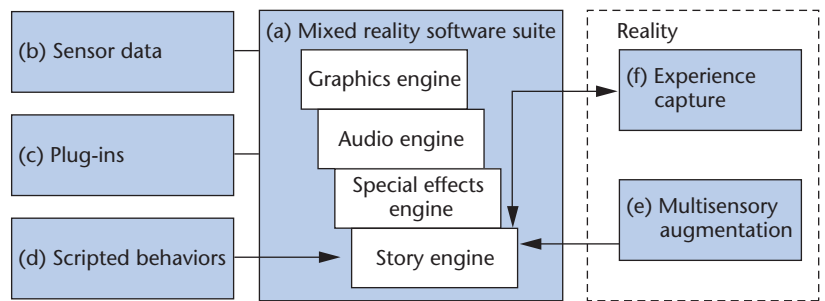 (a) Mixed reality software suite
Reality
(b) Sensor data
Graphics engine
(f) Experience
capture
(c) Plug-ins
Audio engine
Special effects
engine
(e) Multisensory
augmentation
(d) Scripted behaviors
Story engine